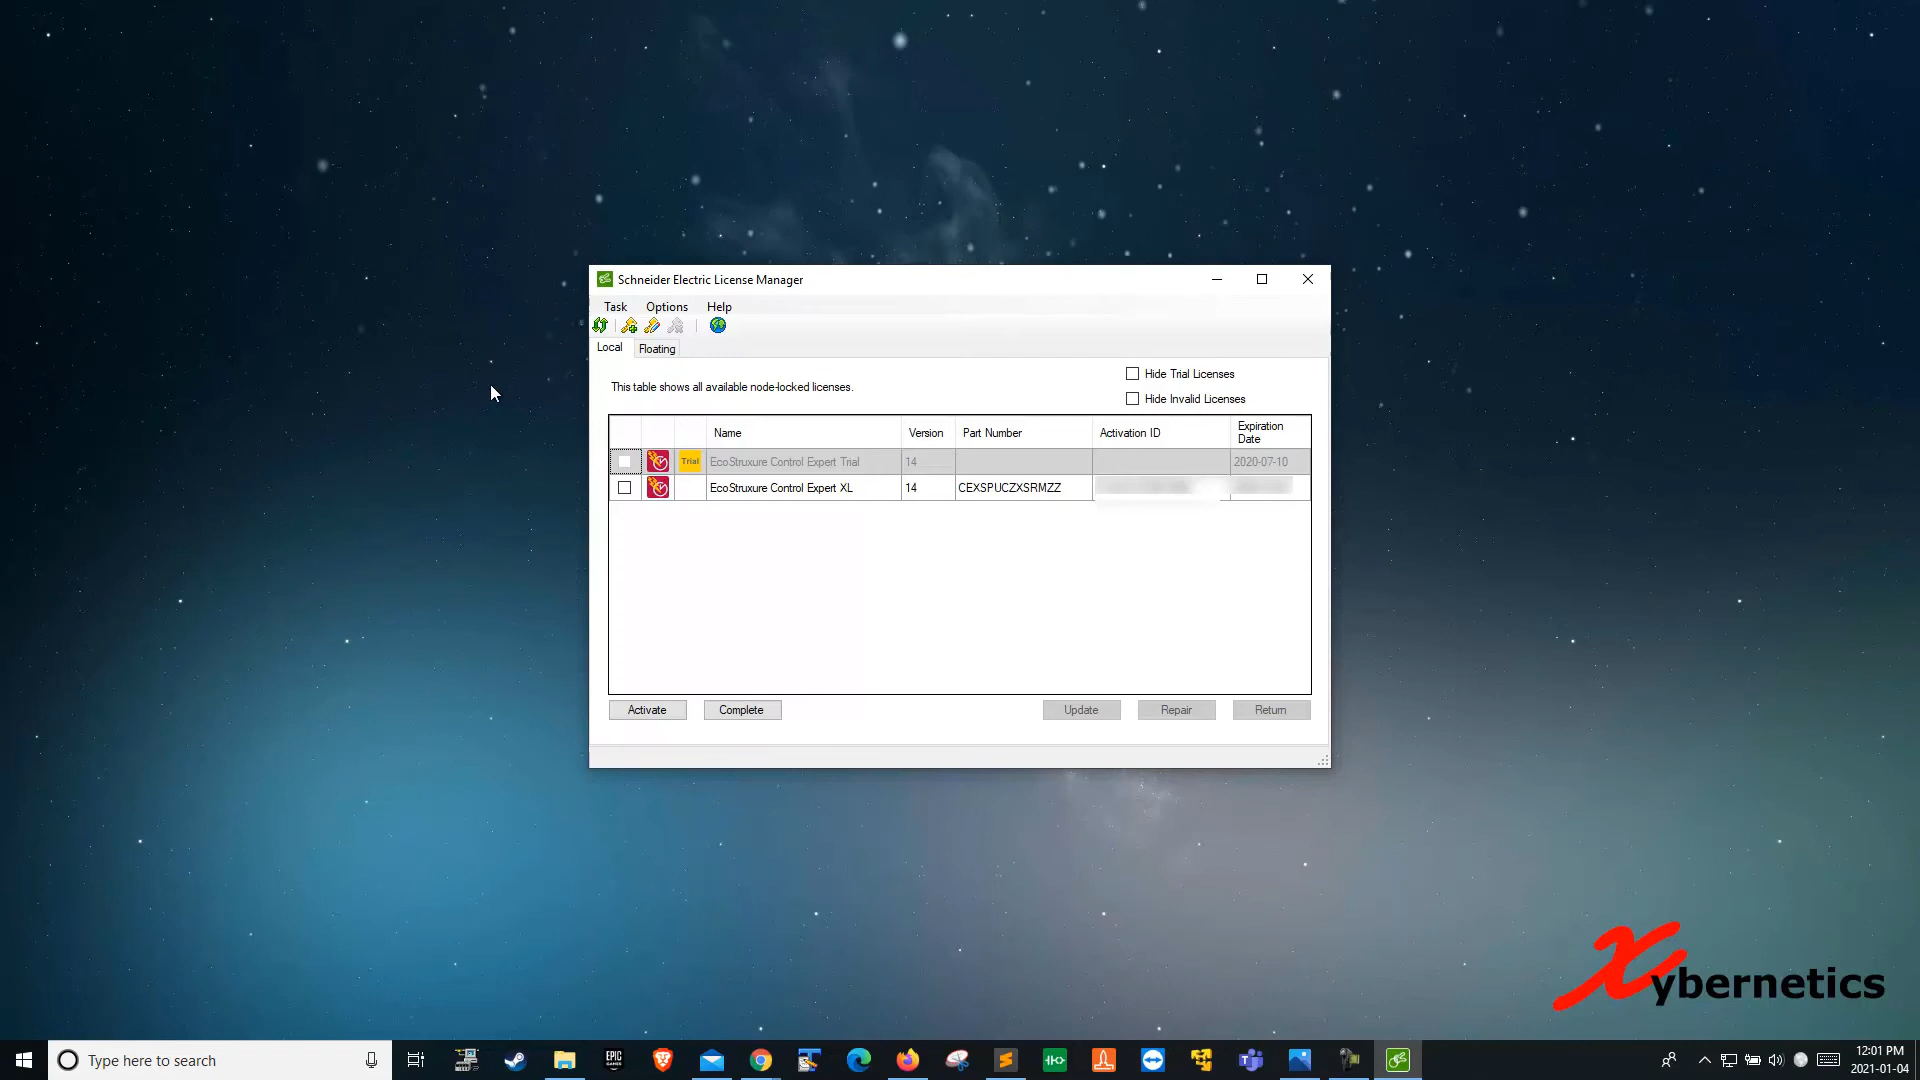 Schneider Electric License Manager
Task Options Help
Local Floating
Hide Trial Licenses
This table shows all available node-locked licenses.
Hide Invalid Licenses
Name Version Part Number Activation ID Expiration Date
Trial EcoStruxure Control Expert Trial 14 2020-07-10
EcoStruxure Control Expert XL 14 CEXSPUCZXSRMZZ
Activate Complete Update Repair Return
Xybernetics
Type here to search
EPIC GAMES
12:01 PM
2021-01-04